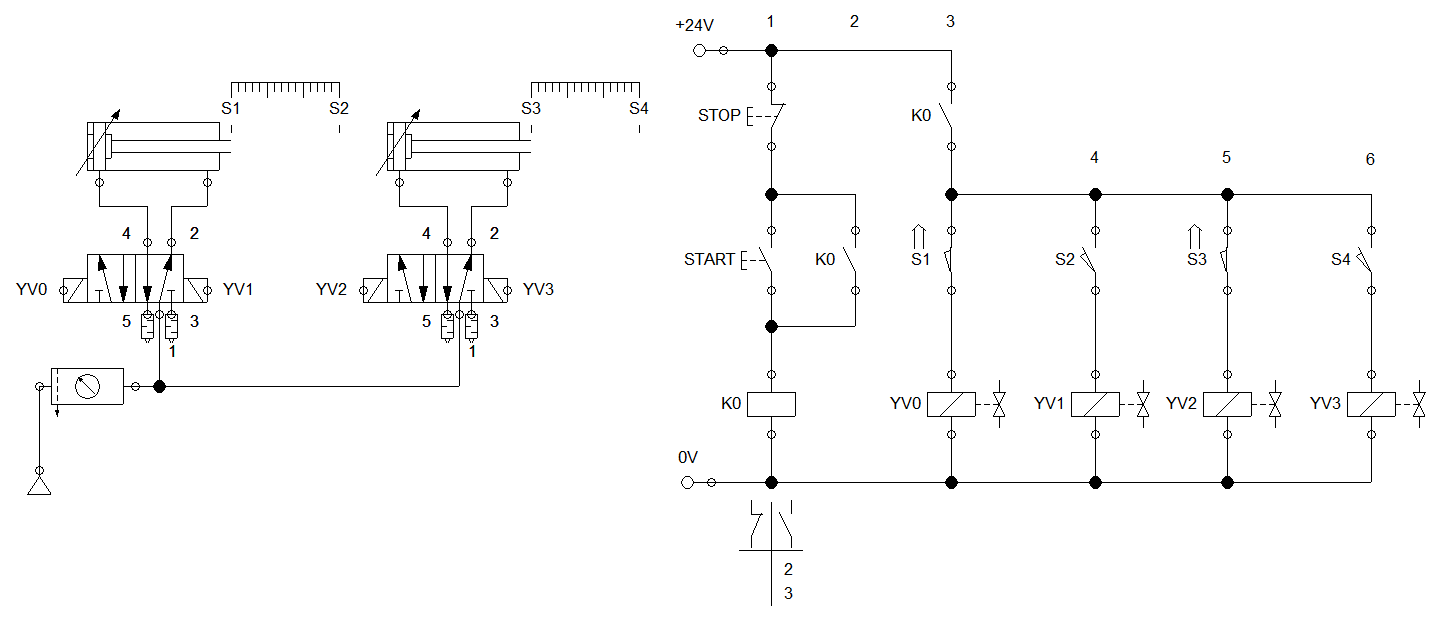 S1 S2 S3 S4
4 2 4 2
YV0 YV1 YV2 YV3
5 3 5 3
1 1
+24V 1 2 3
STOP K0
4 5 6
START K0 S1 S2 S3 S4
K0 YV0 YV1 YV2 YV3
0V
2
3